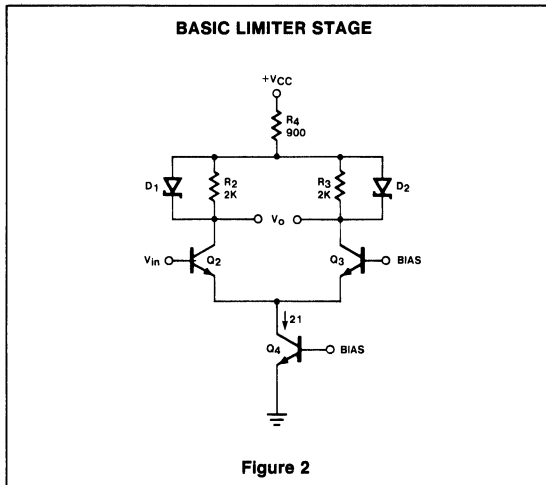 BASIC LIMITER STAGE
+VCC
R4
900
D1
R2
2K
R3
2K
D2
Vo
Vin
Q2
Q3
BIAS
↓21
Q4
BIAS
Figure 2